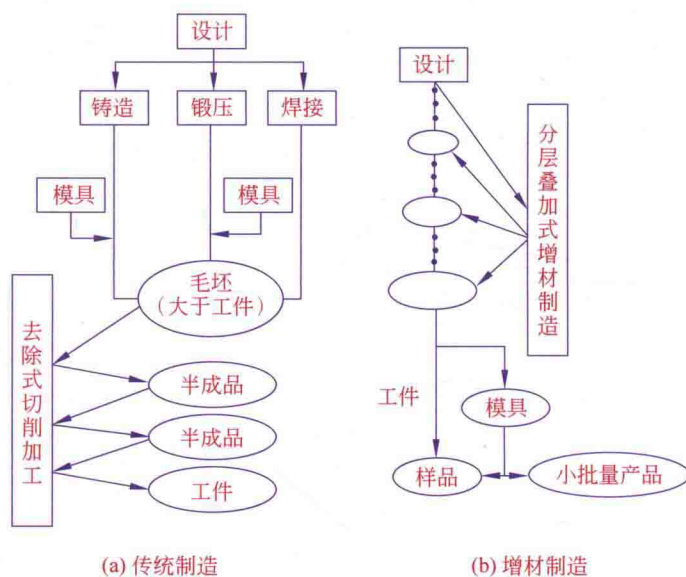 设计
铸造
锻压
焊接
模具
模具
毛坯
(大于工件)
去除式切削加工
半成品
半成品
工件
(a) 传统制造
设计
分层叠加式增材制造
工件
模具
样品
小批量产品
(b) 增材制造